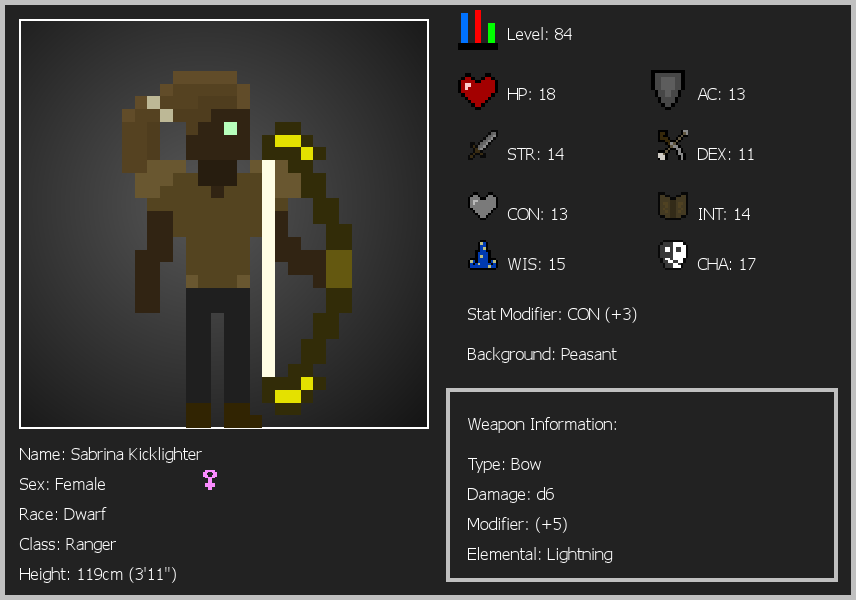 Level: 84
HP: 18
AC: 13
STR: 14
DEX: 11
CON: 13
INT: 14
WIS: 15
CHA: 17
Stat Modifier: CON (+3)
Background: Peasant
Weapon Information:
Type: Bow
Damage: d6
Modifier: (+5)
Elemental: Lightning
Name: Sabrina Kicklighter
Sex: Female
Race: Dwarf
Class: Ranger
Height: 119cm (3'11")